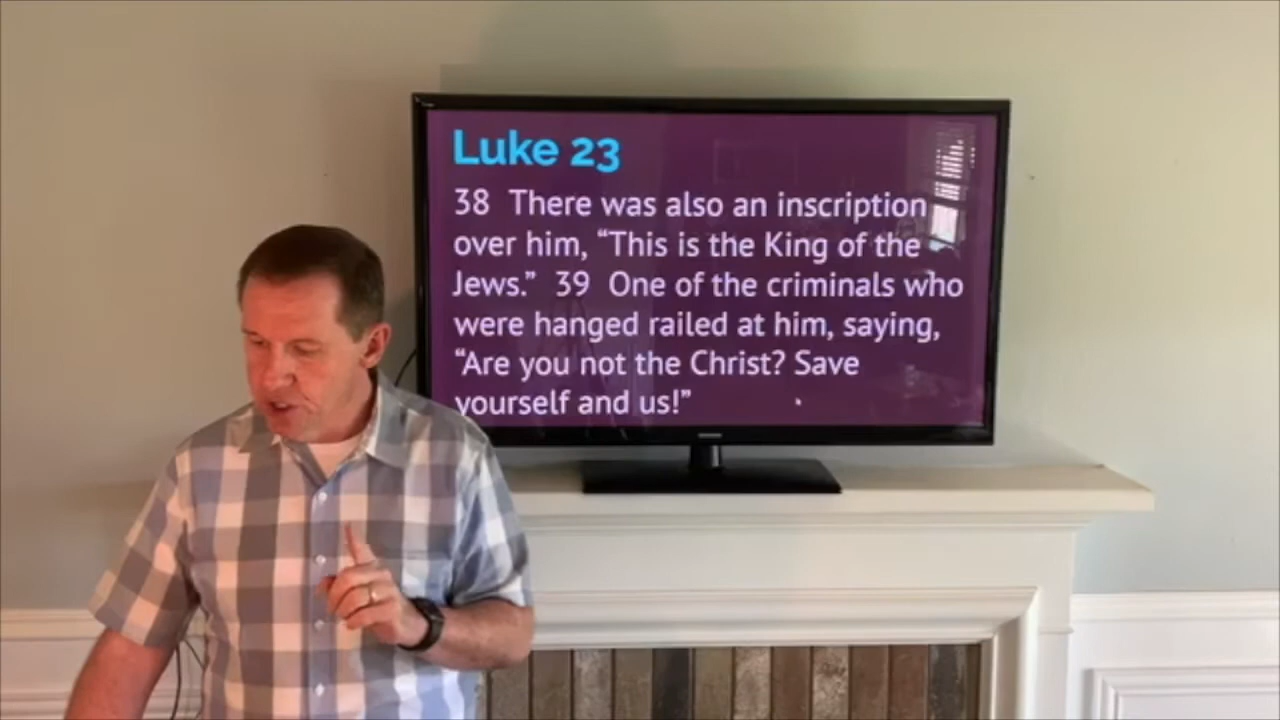 Luke 23
38 There was also an inscription
over him, “This is the King of the
Jews.” 39 One of the criminals who
were hanged railed at him, saying,
“Are you not the Christ? Save
yourself and us!”